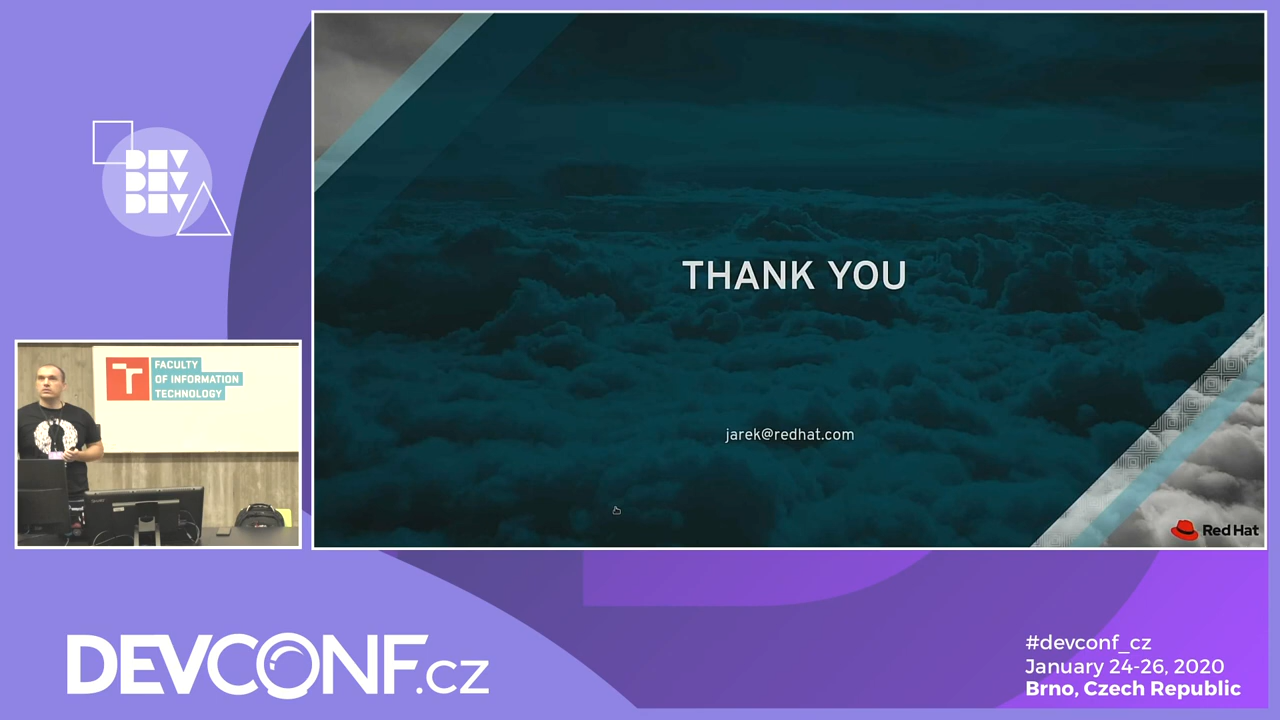 DEV
DEV
DEV
FACULTY
OF INFORMATION
TECHNOLOGY
THANK YOU
jarek@redhat.com
Red Hat
DEVCONF.cz
#devconf_cz
January 24-26, 2020
Brno, Czech Republic